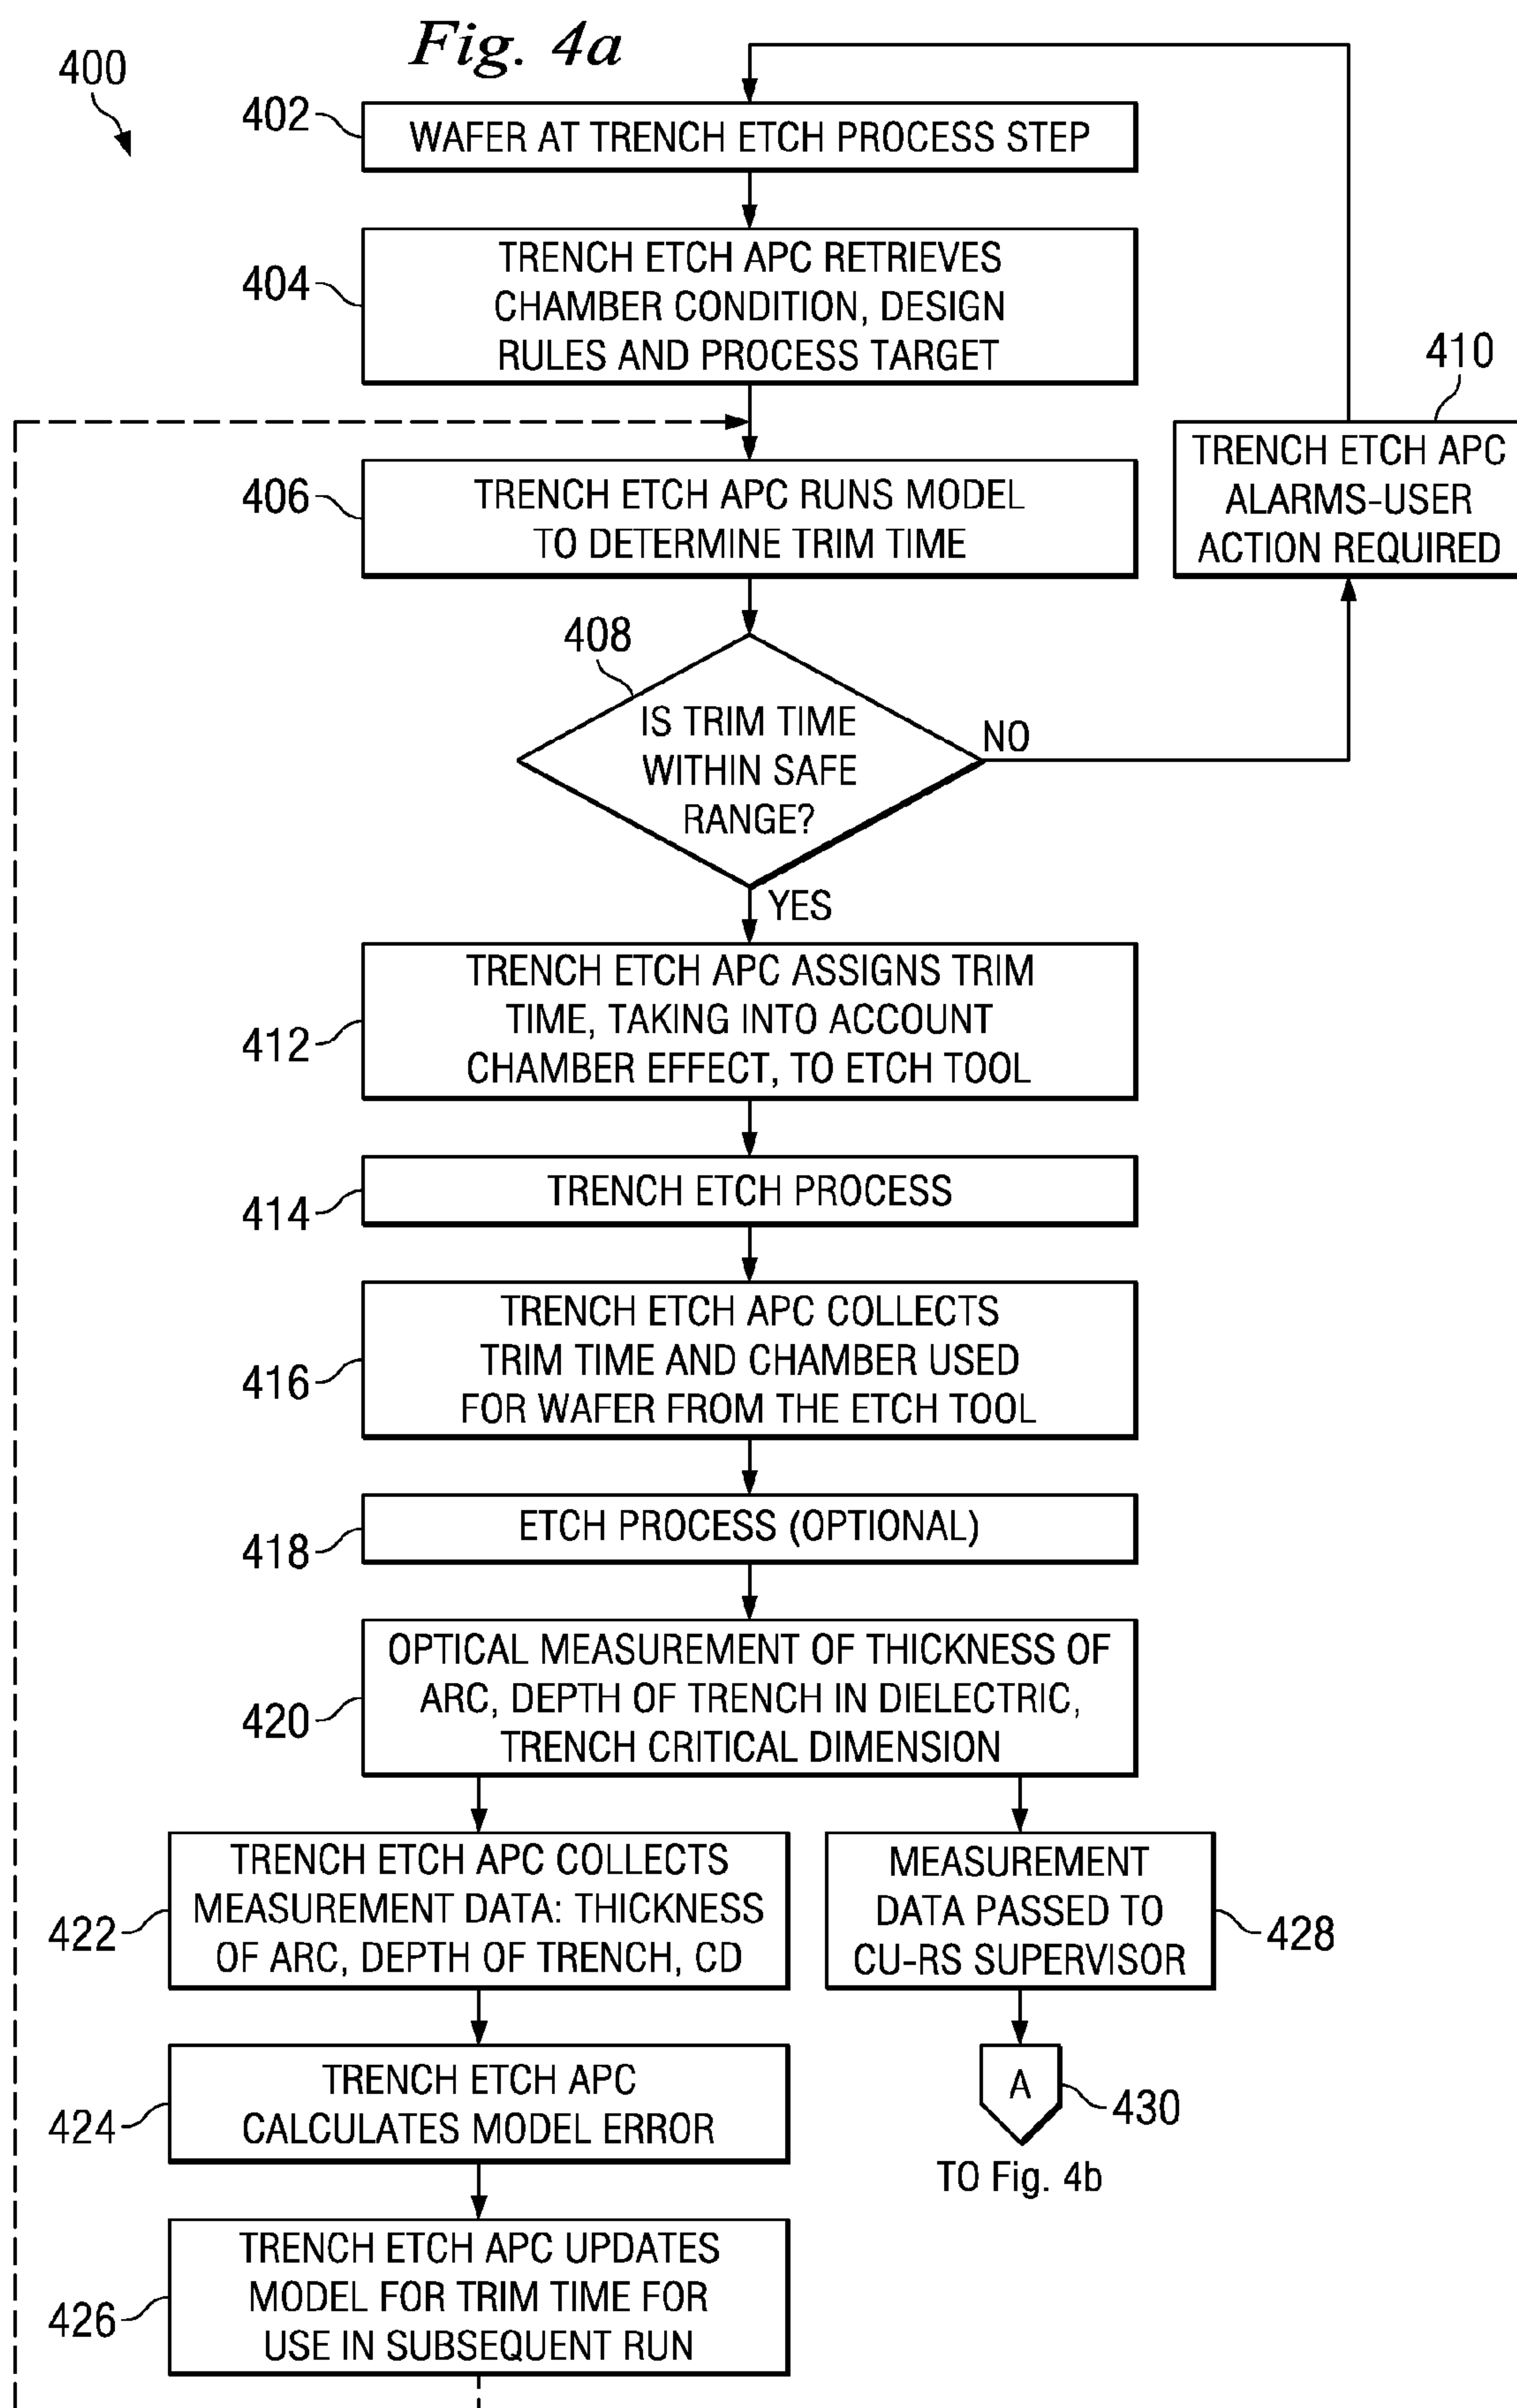 Fig. 4a
400
402
WAFER AT TRENCH ETCH PROCESS STEP
404
TRENCH ETCH APC RETRIEVES
CHAMBER CONDITION, DESIGN
RULES AND PROCESS TARGET
410
TRENCH ETCH APC
ALARMS-USER
ACTION REQUIRED
406
TRENCH ETCH APC RUNS MODEL
TO DETERMINE TRIM TIME
408
IS TRIM TIME
WITHIN SAFE
RANGE?
NO
YES
412
TRENCH ETCH APC ASSIGNS TRIM
TIME, TAKING INTO ACCOUNT
CHAMBER EFFECT, TO ETCH TOOL
414
TRENCH ETCH PROCESS
416
TRENCH ETCH APC COLLECTS
TRIM TIME AND CHAMBER USED
FOR WAFER FROM THE ETCH TOOL
418
ETCH PROCESS (OPTIONAL)
420
OPTICAL MEASUREMENT OF THICKNESS OF
ARC, DEPTH OF TRENCH IN DIELECTRIC,
TRENCH CRITICAL DIMENSION
422
TRENCH ETCH APC COLLECTS
MEASUREMENT DATA: THICKNESS
OF ARC, DEPTH OF TRENCH, CD
MEASUREMENT
DATA PASSED TO
CU-RS SUPERVISOR
428
424
TRENCH ETCH APC
CALCULATES MODEL ERROR
A
430
TO Fig. 4b
426
TRENCH ETCH APC UPDATES
MODEL FOR TRIM TIME FOR
USE IN SUBSEQUENT RUN